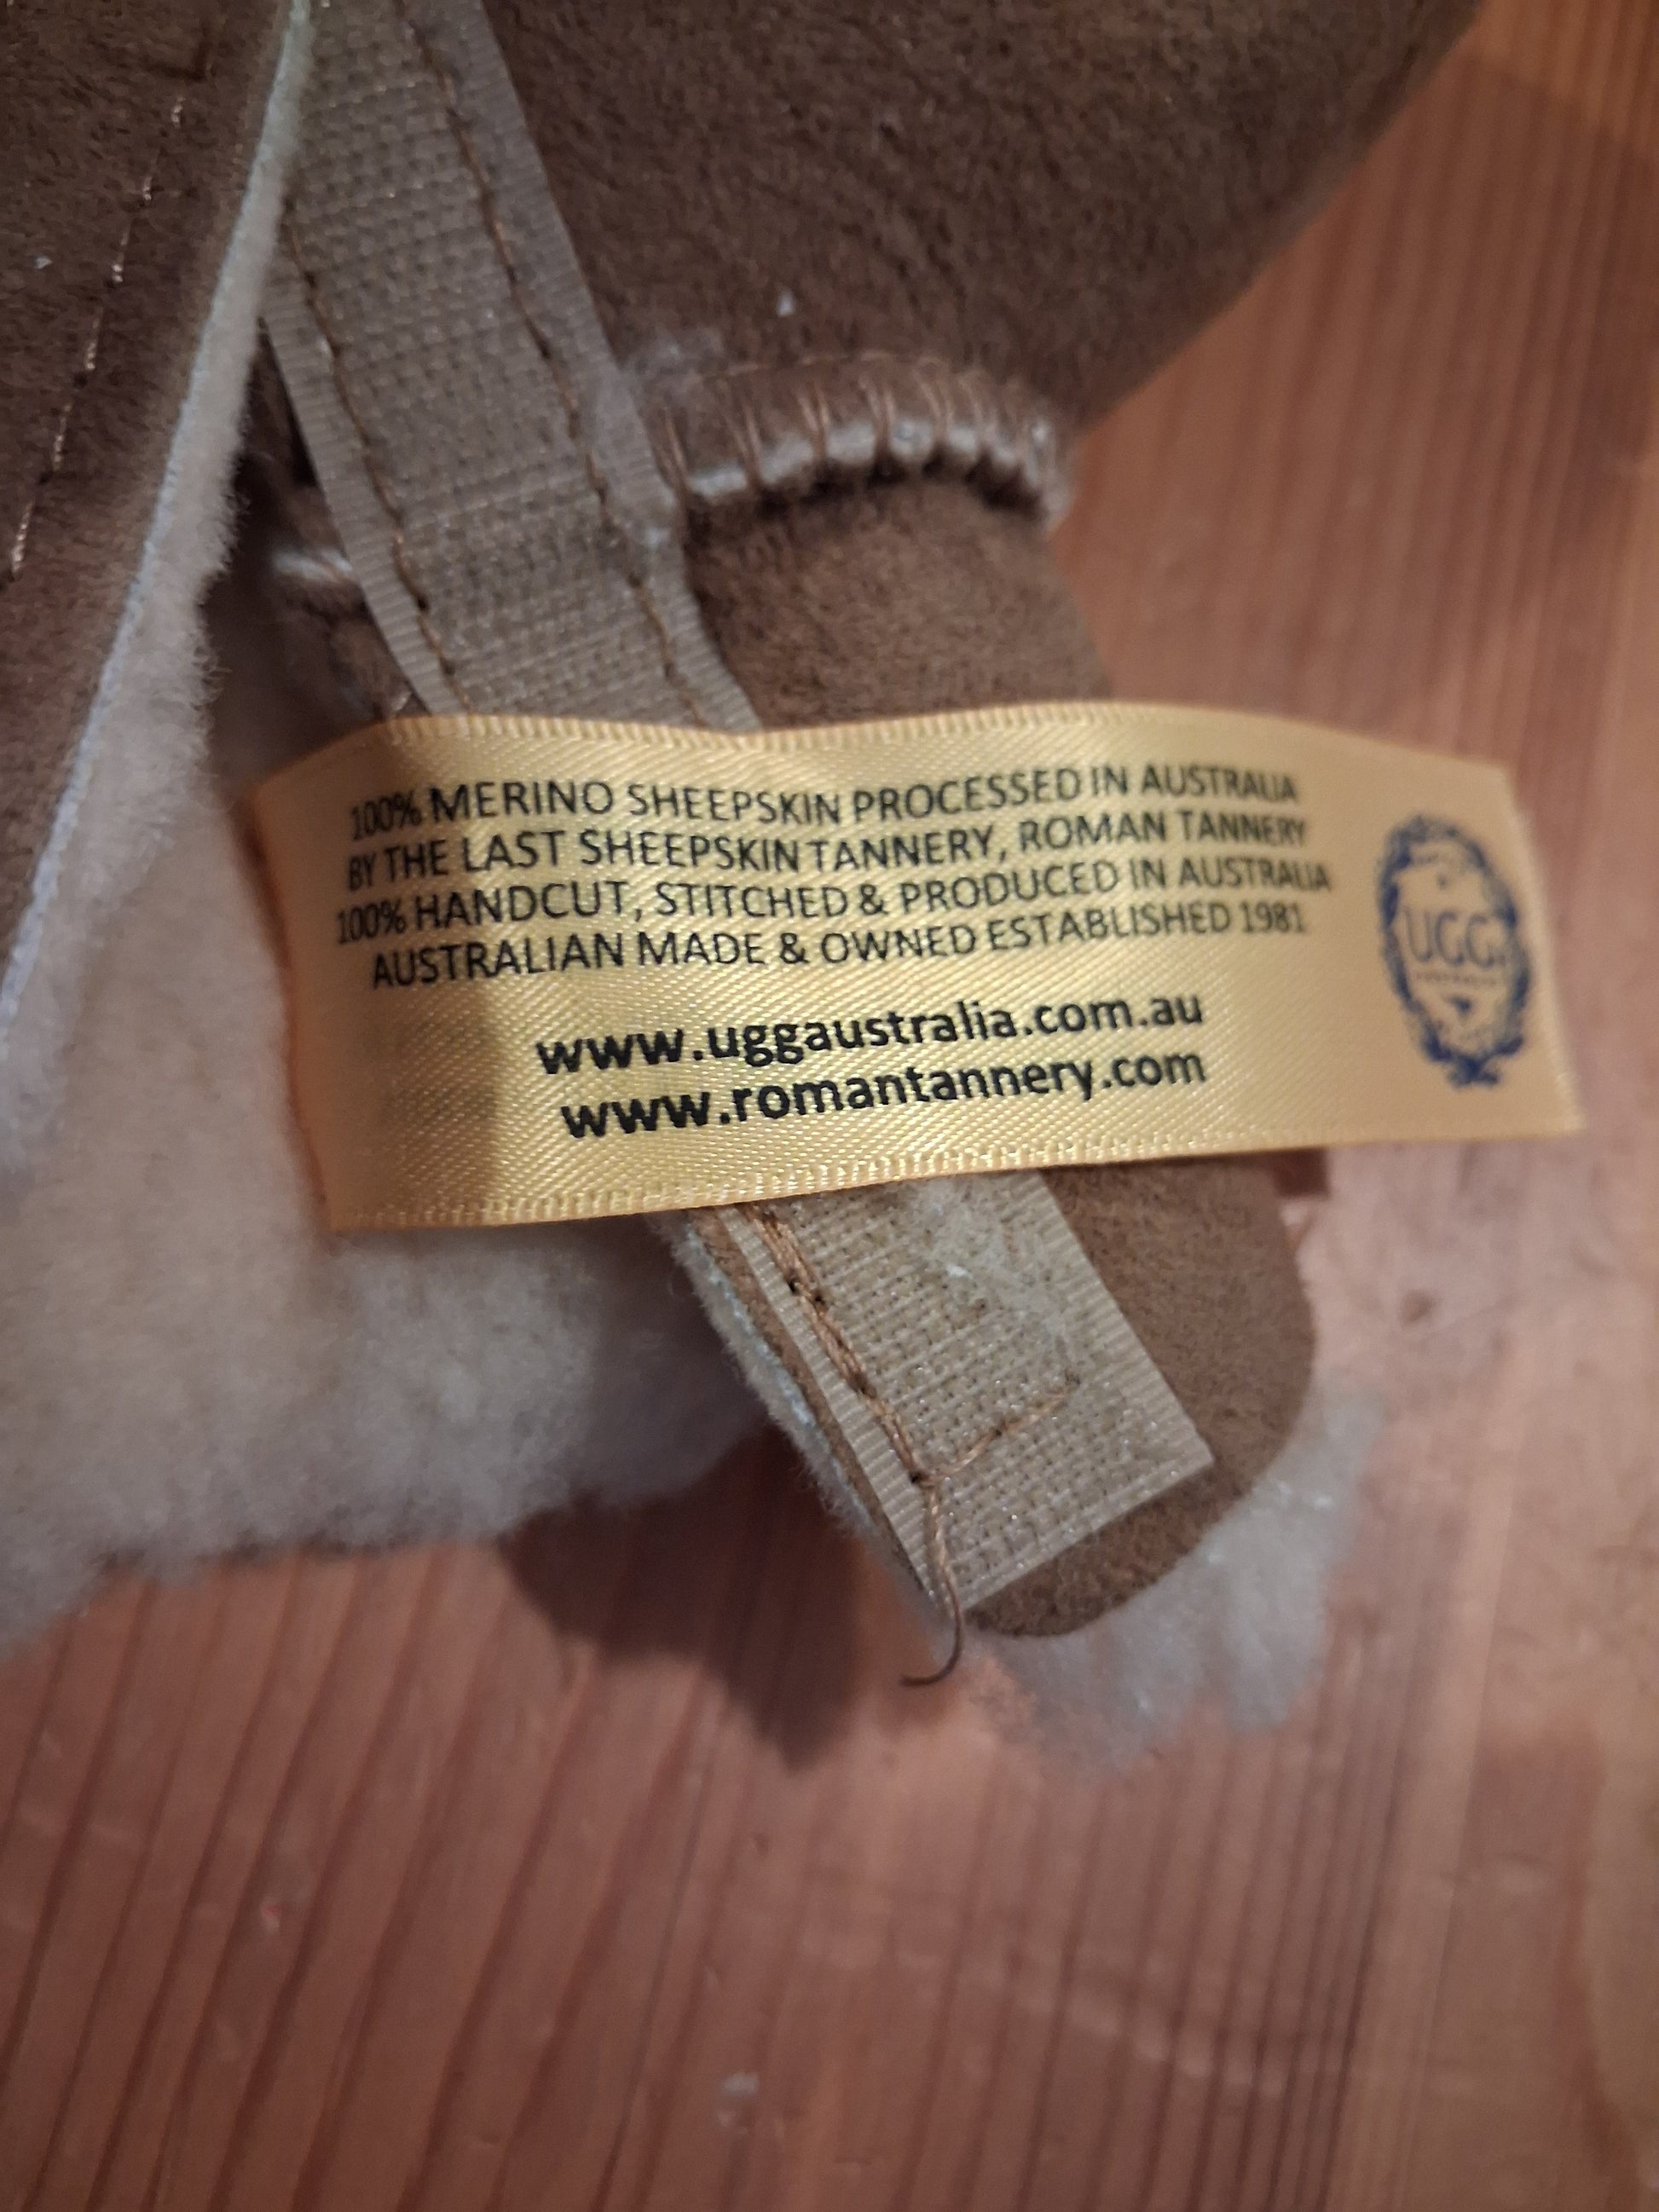 100% MERINO SHEEPSKIN PROCESSED IN AUSTRALIA
BY THE LAST SHEEPSKIN TANNERY, ROMAN TANNERY
100% HANDCUT, STITCHED & PRODUCED IN AUSTRALIA
AUSTRALIAN MADE & OWNED ESTABLISHED 1981
www.uggaustralia.com.au
www.romantannery.com
UGG